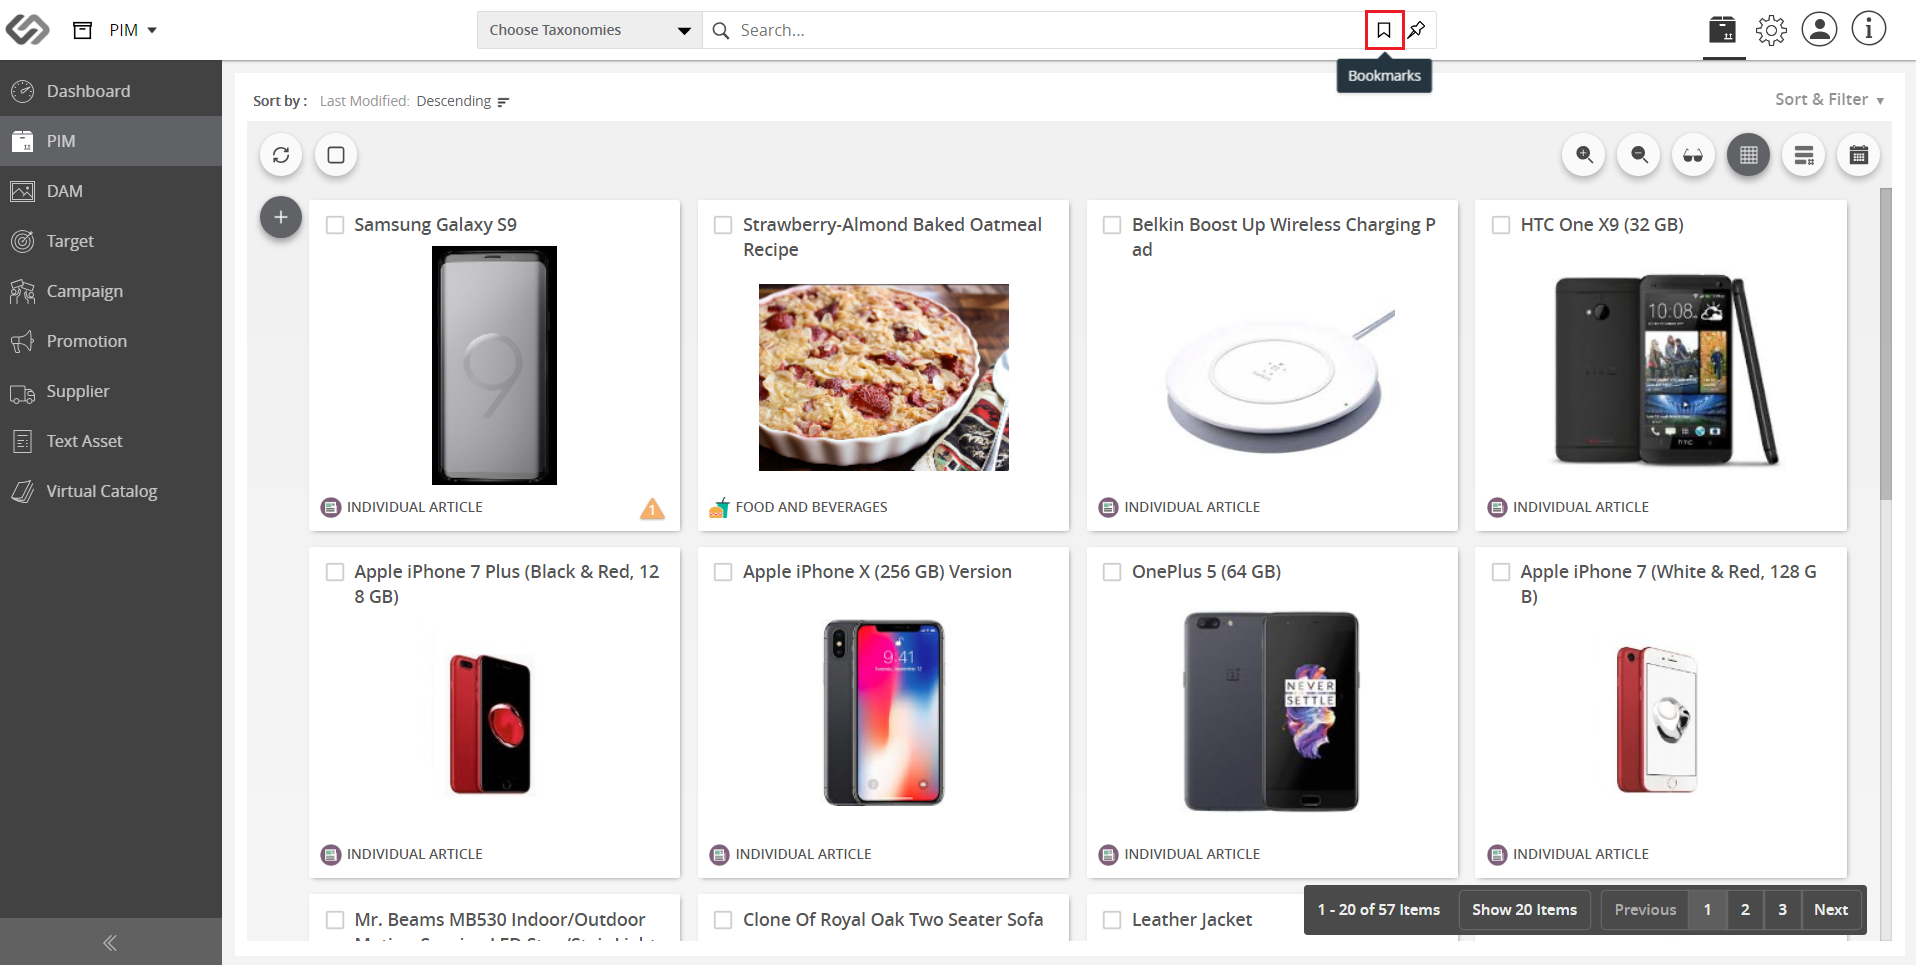 PIM
Choose Taxonomies
Search...
Bookmarks
Dashboard
PIM
DAM
Target
Campaign
Promotion
Supplier
Text Asset
Virtual Catalog
Sort by : Last Modified: Descending
Sort & Filter
Samsung Galaxy S9
9
INDIVIDUAL ARTICLE
1
Strawberry-Almond Baked Oatmeal
Recipe
FOOD AND BEVERAGES
Belkin Boost Up Wireless Charging P
ad
belkin
INDIVIDUAL ARTICLE
HTC One X9 (32 GB)
10:08
hTC
INDIVIDUAL ARTICLE
Apple iPhone 7 Plus (Black & Red, 12
8 GB)
INDIVIDUAL ARTICLE
Apple iPhone X (256 GB) Version
9:41
INDIVIDUAL ARTICLE
OnePlus 5 (64 GB)
NEVER
SETTLE
INDIVIDUAL ARTICLE
Apple iPhone 7 (White & Red, 128 G
B)
INDIVIDUAL ARTICLE
Mr. Beams MB530 Indoor/Outdoor
Clone Of Royal Oak Two Seater Sofa
Leather Jacket
1 - 20 of 57 Items
Show 20 Items
Previous 1 2 3 Next